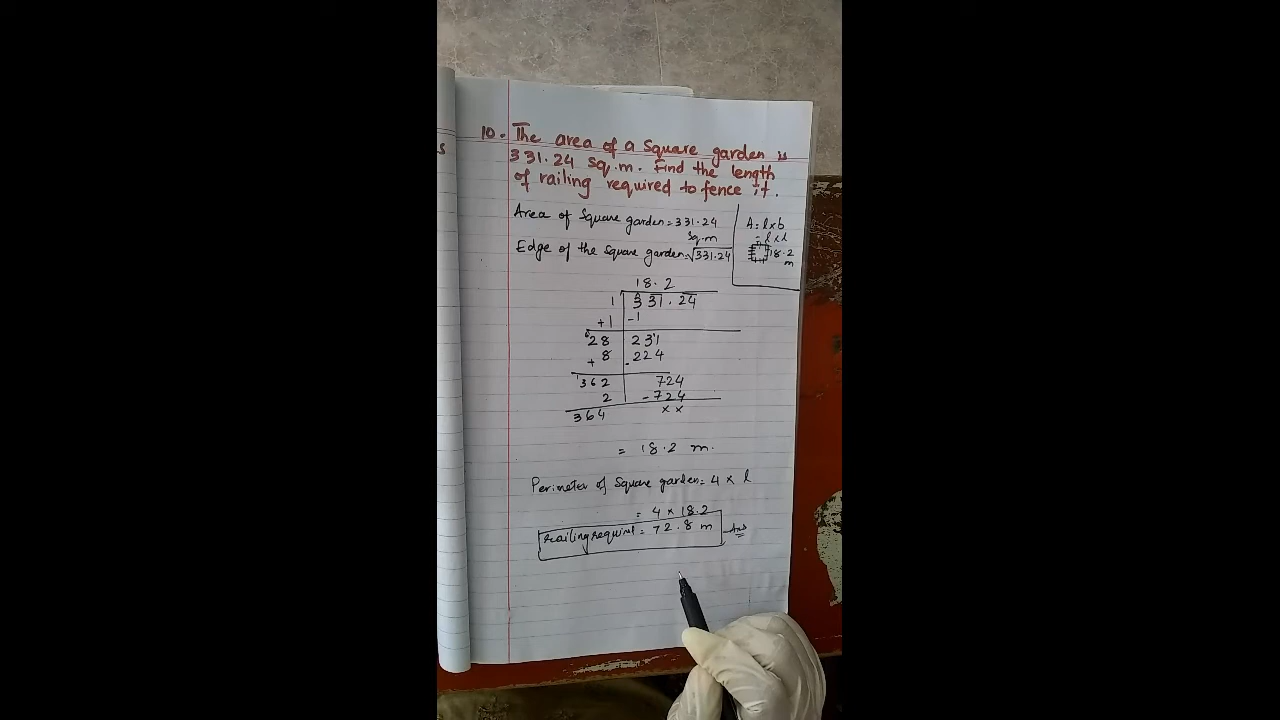 S
10. The area of a square garden is
331.24 sq.m. Find the length
of railing required to fence it.
Area of square garden = 331.24
sq.m
Edge of the square garden = √331.24
A = l x b
= l x l
18.2
m
18.2
1 331.24
+1 -1
28 231
+ 8 -224
362 724
2 -724
364 x x
= 18.2 m.
Perimeter of square garden = 4 x l
= 4 x 18.2
railing required = 72.8 m Ans